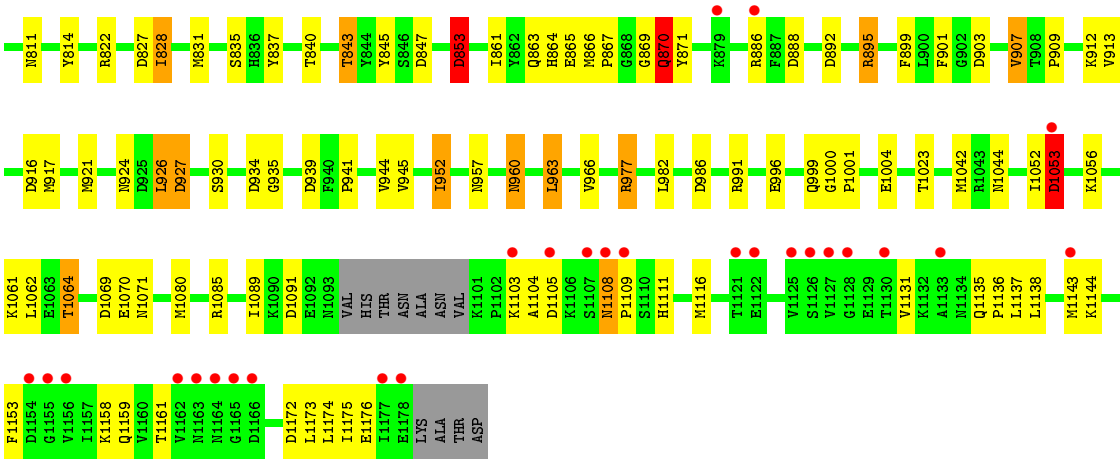 N811 Y814 R822 D827 I828 M831 S835 H836 Y837 T840 T843 Y844 Y845 S846 D847 D853 I861 Y862 Q863 H864 E865 M866 P867 G868 G869 Q870 Y871 K879 R886 F887 D888 D892 R895 F899 L900 F901 G902 D903 V907 T908 P909 K912 V913
D916 M917 M921 N924 D925 L926 D927 S930 D934 G935 D939 F940 P941 V944 V945 I952 N957 N960 L963 V966 R977 L982 D986 R991 E996 Q999 G1000 P1001 E1004 T1023 M1042 R1043 N1044 I1052 D1053 K1056
K1061 L1062 E1063 T1064 D1069 E1070 N1071 M1080 R1085 I1089 K1090 D1091 E1092 N1093 VAL HIS THR ASN ALA ASN VAL K1101 P1102 K1103 A1104 D1105 K1106 S1107 N1108 P1109 S1110 H1111 M1116 T1121 E1122 V1125 S1126 V1127 G1128 E1129 T1130 V1131 K1132 A1133 N1134 Q1135 P1136 L1137 L1138 M1143 K1144
F1153 D1154 G1155 V1156 I1157 K1158 Q1159 V1160 T1161 V1162 N1163 N1164 G1165 D1166 D1172 L1173 L1174 I1175 E1176 I1177 E1178 LYS ALA THR ASP